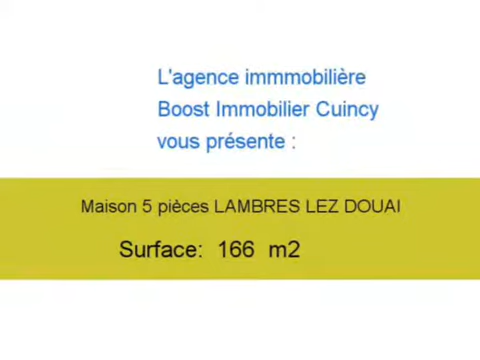 L'agence immmobilière
Boost Immobilier Cuincy
vous présente :
Maison 5 pièces LAMBRES LEZ DOUAI
Surface: 166 m2